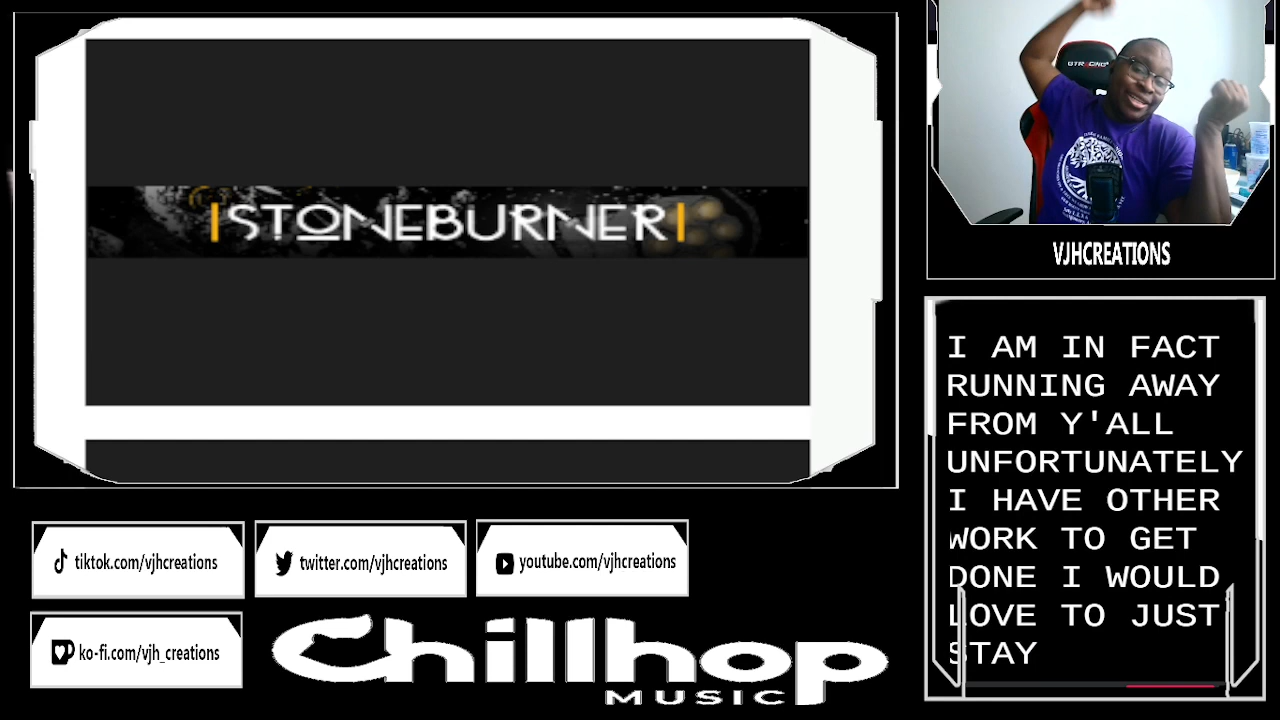 |STONEBURNER|
GTRACING
VJHCREATIONS
I AM IN FACT
RUNNING AWAY
FROM Y'ALL
UNFORTUNATELY
I HAVE OTHER
WORK TO GET
DONE I WOULD
LOVE TO JUST
STAY
tiktok.com/vjhcreations
twitter.com/vjhcreations
youtube.com/vjhcreations
ko-fi.com/vjh_creations
Chillhop
MUSIC